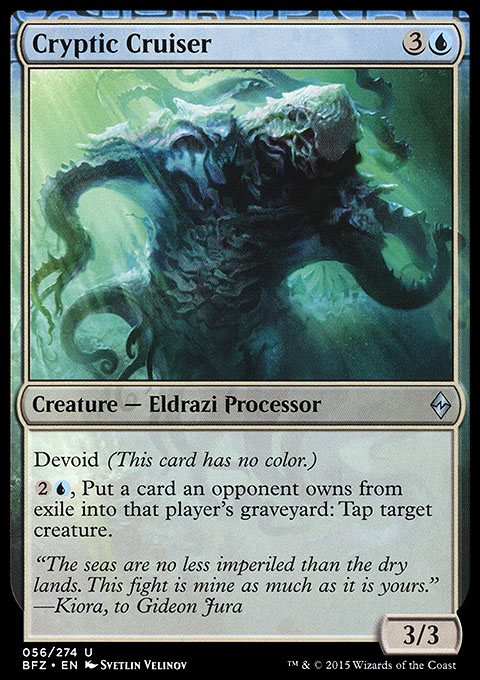 Cryptic Cruiser 3
Creature — Eldrazi Processor
Devoid (This card has no color.)
2, Put a card an opponent owns from
exile into that player's graveyard: Tap target
creature.
"The seas are no less imperiled than the dry
lands. This fight is mine as much as it is yours."
—Kiora, to Gideon Jura
3/3
056/274 U
BFZ • EN Svetlin Velinov
™ & © 2015 Wizards of the Coast